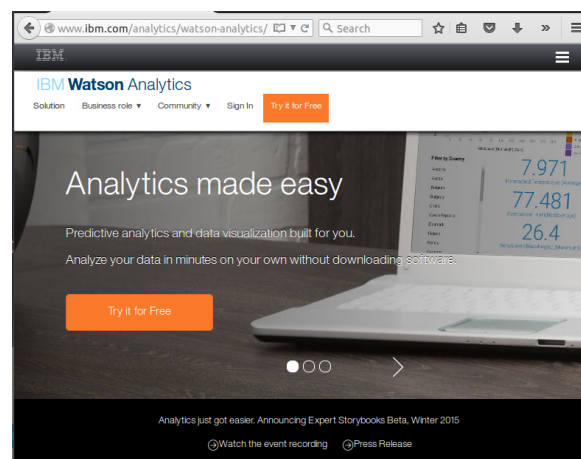 www.ibm.com/analytics/watson-analytics/
Search
IBM
IBM Watson Analytics
Solution Business role Community Sign In Try it for Free
Analytics made easy
Predictive analytics and data visualization built for you.
Analyze your data in minutes on your own without downloading software.
Try it for Free
Filter by Country
7.971
77.481
26.4
Analytics just got easier. Announcing Expert Storybooks Beta, Winter 2015
Watch the event recording Press Release